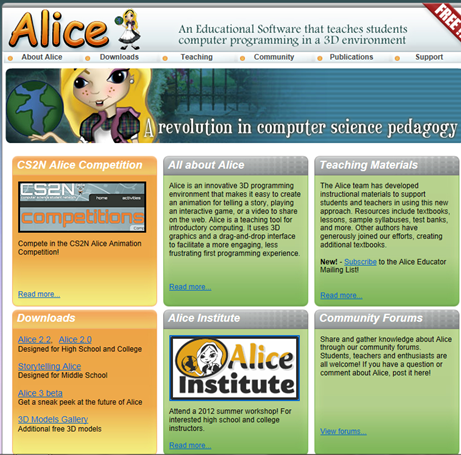 Alice
An Educational Software that teaches students
computer programming in a 3D environment
FREE
About Alice
Downloads
Teaching
Community
Publications
Support
A revolution in computer science pedagogy
CS2N Alice Competition
CS2N
home activities
competitions
Compete in the CS2N Alice Animation
Competition!
Read more...
All about Alice
Alice is an innovative 3D programming
environment that makes it easy to create
an animation for telling a story, playing
an interactive game, or a video to share
on the web. Alice is a teaching tool for
introductory computing. It uses 3D
graphics and a drag-and-drop interface
to facilitate a more engaging, less
frustrating first programming experience.
Read more...
Teaching Materials
The Alice team has developed
instructional materials to support
students and teachers in using this new
approach. Resources include textbooks,
lessons, sample syllabuses, test banks,
and more. Other authors have
generously joined our efforts, creating
additional textbooks.
New! - Subscribe to the Alice Educator
Mailing List!
Read more...
Downloads
Alice 2.2, Alice 2.0
Designed for High School and College
Storytelling Alice
Designed for Middle School
Alice 3 beta
Get a sneak peek at the future of Alice
3D Models Gallery
Additional free 3D models
Alice Institute
Alice
Institute
Attend a 2012 summer workshop! For
interested high school and college
instructors.
Read more...
Community Forums
Share and gather knowledge about Alice
through our community forums.
Students, teachers and enthusiasts are
all welcome! If you have a question or
comment about Alice, post it here!
View forums...